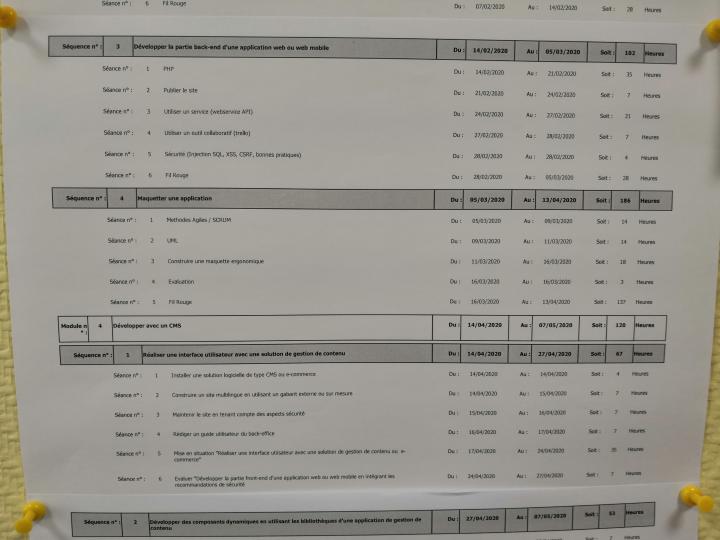 Séance n° : 6 Fil Rouge Du : 07/02/2020 Au : 14/02/2020 Soit : 28 Heures
Séquence n° : 3 Développer la partie back-end d'une application web ou web mobile Du : 14/02/2020 Au : 05/03/2020 Soit : 102 Heures
Séance n° : 1 PHP Du : 14/02/2020 Au : 21/02/2020 Soit : 35 Heures
Séance n° : 2 Publier le site Du : 21/02/2020 Au : 24/02/2020 Soit : 7 Heures
Séance n° : 3 Utiliser un service (webservice API) Du : 24/02/2020 Au : 27/02/2020 Soit : 21 Heures
Séance n° : 4 Utiliser un outil collaboratif (trello) Du : 27/02/2020 Au : 28/02/2020 Soit : 7 Heures
Séance n° : 5 Sécurité (Injection SQL, XSS, CSRF, bonnes pratiques) Du : 28/02/2020 Au : 28/02/2020 Soit : 4 Heures
Séance n° : 6 Fil Rouge Du : 28/02/2020 Au : 05/03/2020 Soit : 28 Heures
Séquence n° : 4 Maquetter une application Du : 05/03/2020 Au : 13/04/2020 Soit : 186 Heures
Séance n° : 1 Methodes Agiles / SCRUM Du : 05/03/2020 Au : 09/03/2020 Soit : 14 Heures
Séance n° : 2 UML Du : 09/03/2020 Au : 11/03/2020 Soit : 14 Heures
Séance n° : 3 Construire une maquette ergonomique Du : 11/03/2020 Au : 16/03/2020 Soit : 18 Heures
Séance n° : 4 Evaluation Du : 16/03/2020 Au : 16/03/2020 Soit : 3 Heures
Séance n° : 5 Fil Rouge Du : 16/03/2020 Au : 13/04/2020 Soit : 137 Heures
Module n ° : 4 Développer avec un CMS Du : 14/04/2020 Au : 07/05/2020 Soit : 120 Heures
Séquence n° : 1 Réaliser une interface utilisateur avec une solution de gestion de contenu Du : 14/04/2020 Au : 27/04/2020 Soit : 67 Heures
Séance n° : 1 Installer une solution logicielle de type CMS ou e-commerce Du : 14/04/2020 Au : 14/04/2020 Soit : 4 Heures
Séance n° : 2 Construire un site multilingue en utilisant un gabarit externe ou sur mesure Du : 14/04/2020 Au : 15/04/2020 Soit : 7 Heures
Séance n° : 3 Maintenir le site en tenant compte des aspects sécurité Du : 15/04/2020 Au : 16/04/2020 Soit : 7 Heures
Séance n° : 4 Rédiger un guide utilisateur du back-office Du : 16/04/2020 Au : 17/04/2020 Soit : 7 Heures
Séance n° : 5 Mise en situation "Réaliser une interface utilisateur avec une solution de gestion de contenu ou e- Du : 17/04/2020 Au : 24/04/2020 Soit : 35 Heures
commerce"
Séance n° : 6 Evaluer "Développer la partie front-end d'une application web ou web mobile en intégrant les Du : 24/04/2020 Au : 27/04/2020 Soit : 7 Heures
recommandations de sécurité
Séquence n° : 2 Développer des composants dynamiques en utilisant les bibliothèques d'une application de gestion de Du : 27/04/2020 Au : 07/05/2020 Soit : 53 Heures
contenu